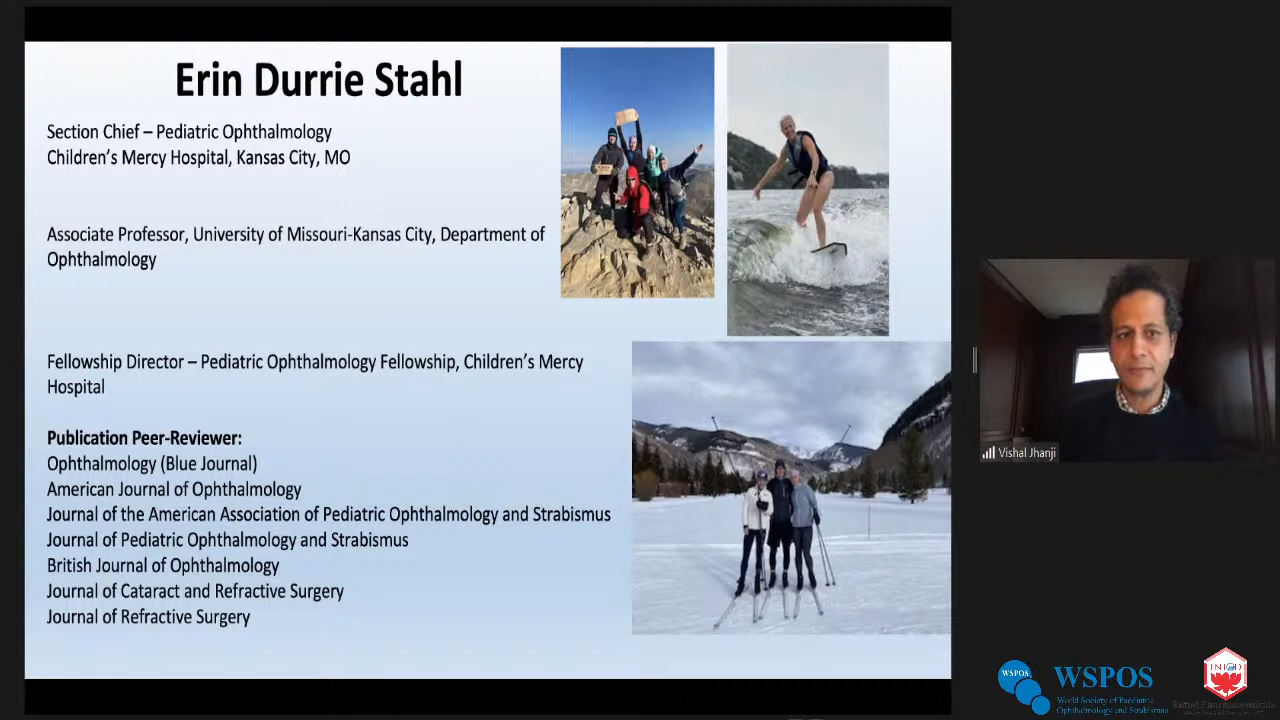 Erin Durrie Stahl
Section Chief – Pediatric Ophthalmology
Children's Mercy Hospital, Kansas City, MO
Associate Professor, University of Missouri-Kansas City, Department of
Ophthalmology
Fellowship Director – Pediatric Ophthalmology Fellowship, Children's Mercy
Hospital
Publication Peer-Reviewer:
Ophthalmology (Blue Journal)
American Journal of Ophthalmology
Journal of the American Association of Pediatric Ophthalmology and Strabismus
Journal of Pediatric Ophthalmology and Strabismus
British Journal of Ophthalmology
Journal of Cataract and Refractive Surgery
Journal of Refractive Surgery
Vishal Jhanji
WSPOS
WSPOS
World Society of Paediatric
Ophthalmology and Strabismus